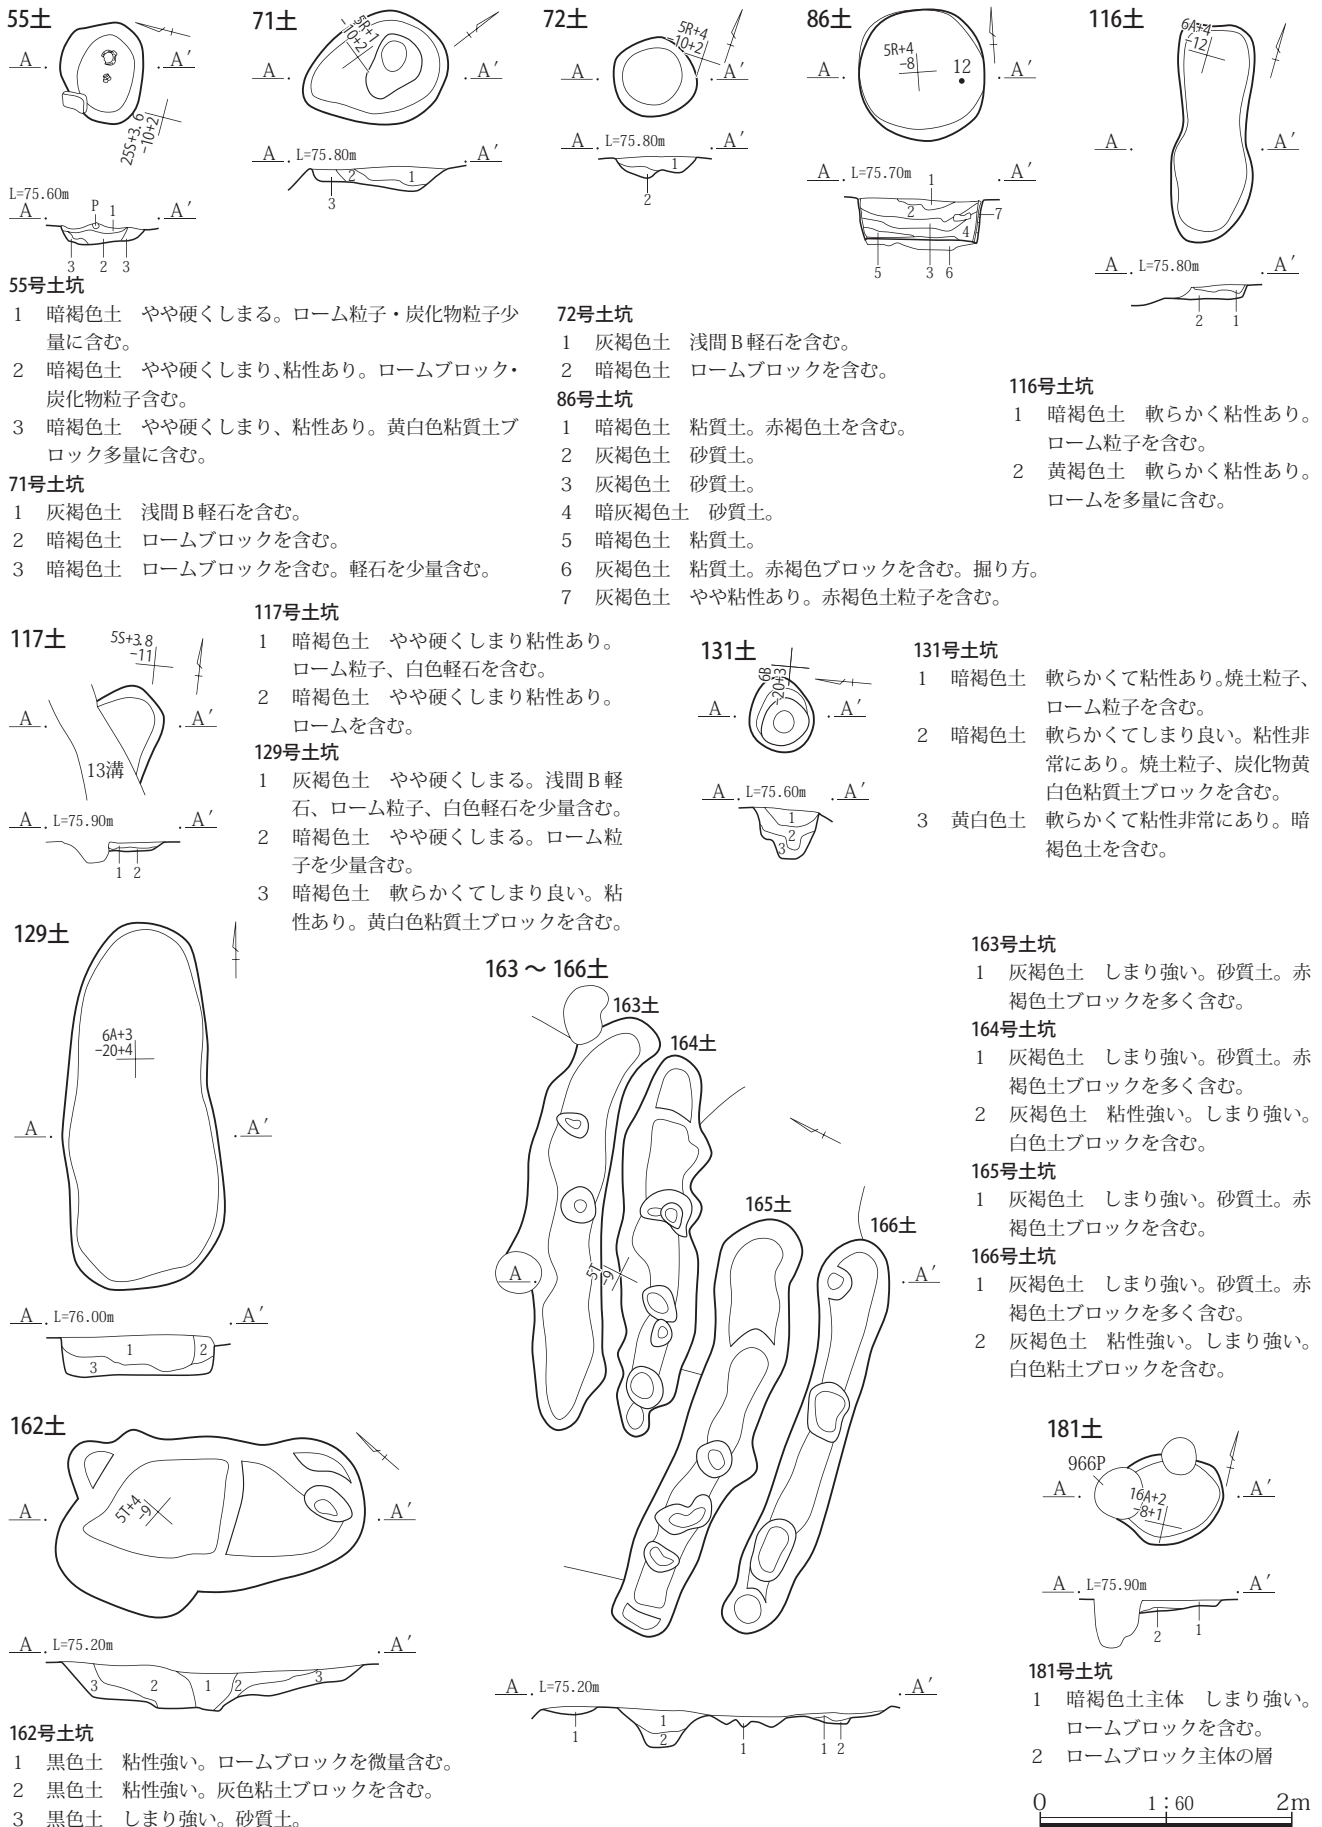 55土
A . . A′
25S+3. 6
-10+2
L=75.60m
A . . A′
P 1
3 2 3
71土
5R+1
-10+2
A . . A′
A . L=75.80m . A′
2 1
3
72土
5R+4
-10+2
A . . A′
A . L=75.80m . A′
1
2
86土
5R+4
-8
12
A . . A′
A . L=75.70m . A′
1
2
7
4
5 3 6
116土
6A+4
-12
A . . A′
A . L=75.80m . A′
2 1
55号土坑
1 暗褐色土 やや硬くしまる。ローム粒子・炭化物粒子少
量に含む。
2 暗褐色土 やや硬くしまり、粘性あり。ロームブロック・
炭化物粒子含む。
3 暗褐色土 やや硬くしまり、粘性あり。黄白色粘質土ブ
ロック多量に含む。
71号土坑
1 灰褐色土 浅間B軽石を含む。
2 暗褐色土 ロームブロックを含む。
3 暗褐色土 ロームブロックを含む。軽石を少量含む。
72号土坑
1 灰褐色土 浅間B軽石を含む。
2 暗褐色土 ロームブロックを含む。
86号土坑
1 暗褐色土 粘質土。赤褐色土を含む。
2 灰褐色土 砂質土。
3 灰褐色土 砂質土。
4 暗灰褐色土 砂質土。
5 暗褐色土 粘質土。
6 灰褐色土 粘質土。赤褐色ブロックを含む。掘り方。
7 灰褐色土 やや粘性あり。赤褐色土粒子を含む。
116号土坑
1 暗褐色土 軟らかく粘性あり。
ローム粒子を含む。
2 黄褐色土 軟らかく粘性あり。
ロームを多量に含む。
117土
5S+3.8
-11
A . . A′
13溝
A . L=75.90m . A′
1 2
117号土坑
1 暗褐色土 やや硬くしまり粘性あり。
ローム粒子、白色軽石を含む。
2 暗褐色土 やや硬くしまり粘性あり。
ロームを含む。
129号土坑
1 灰褐色土 やや硬くしまる。浅間B軽
石、ローム粒子、白色軽石を少量含む。
2 暗褐色土 やや硬くしまる。ローム粒
子を少量含む。
3 暗褐色土 軟らかくてしまり良い。粘
性あり。黄白色粘質土ブロックを含む。
131土
6B
-20+3
A . . A′
A . L=75.60m . A′
1
2
3
131号土坑
1 暗褐色土 軟らかくて粘性あり。焼土粒子、
ローム粒子を含む。
2 暗褐色土 軟らかくてしまり良い。粘性非
常にあり。焼土粒子、炭化物黄
白色粘質土ブロックを含む。
3 黄白色土 軟らかくて粘性非常にあり。暗
褐色土を含む。
129土
6A+3
-20+4
A . . A′
A . L=76.00m . A′
1 2
3
163 ～ 166土
163土
164土
165土
166土
A . . A′
5T
-9
A . L=75.20m . A′
1
2
1 1 1 2
163号土坑
1 灰褐色土 しまり強い。砂質土。赤
褐色土ブロックを多く含む。
164号土坑
1 灰褐色土 しまり強い。砂質土。赤
褐色土ブロックを多く含む。
2 灰褐色土 粘性強い。しまり強い。
白色土ブロックを含む。
165号土坑
1 灰褐色土 しまり強い。砂質土。赤
褐色土ブロックを含む。
166号土坑
1 灰褐色土 しまり強い。砂質土。赤
褐色土ブロックを多く含む。
2 灰褐色土 粘性強い。しまり強い。
白色粘土ブロックを含む。
162土
5T+4
-9
A . . A′
A . L=75.20m . A′
3 2 1 2 3
162号土坑
1 黒色土 粘性強い。ロームブロックを微量含む。
2 黒色土 粘性強い。灰色粘土ブロックを含む。
3 黒色土 しまり強い。砂質土。
181土
966P
16A+2
-8+1
A . . A′
A . L=75.90m . A′
2 1
181号土坑
1 暗褐色土主体 しまり強い。
ロームブロックを含む。
2 ロームブロック主体の層
0 1：60 2m